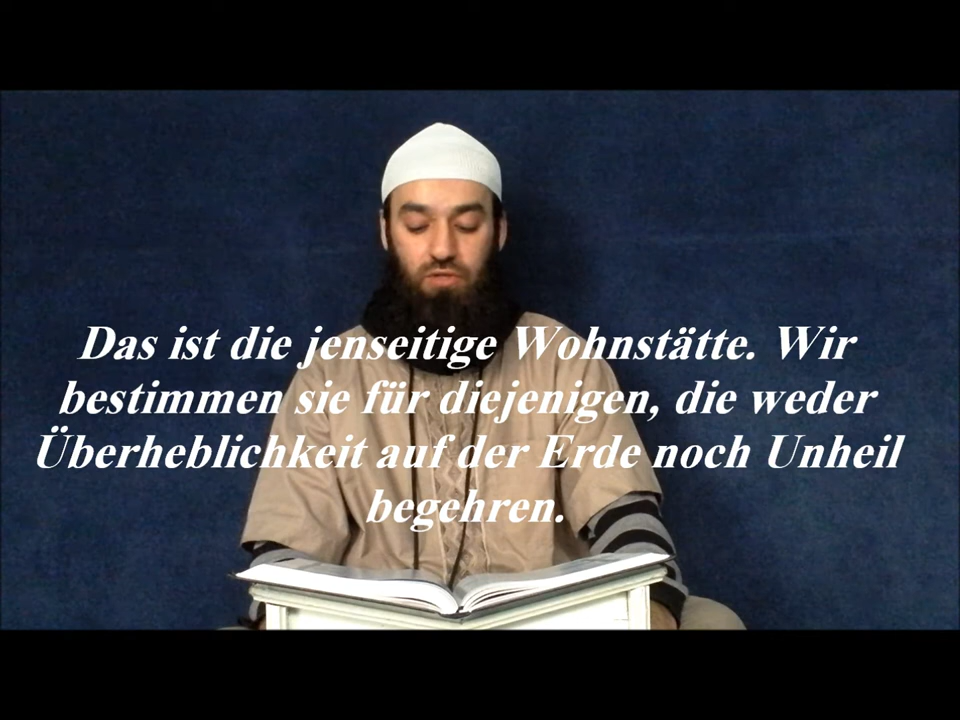 Das ist die jenseitige Wohnstätte. Wir
bestimmen sie für diejenigen, die weder
Überheblichkeit auf der Erde noch Unheil
begehren.